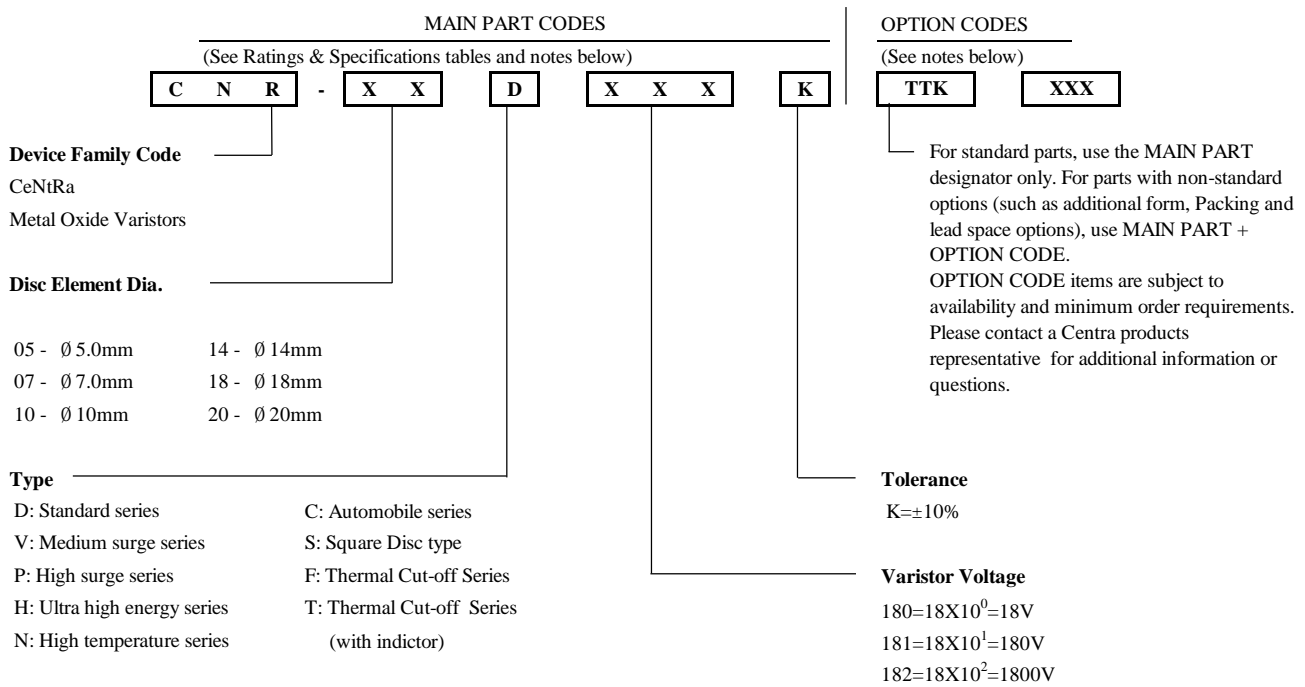 MAIN PART CODES
OPTION CODES
(See Ratings & Specifications tables and notes below)
(See notes below)
C N R - X X D X X X K TTK XXX
Device Family Code
CeNtRa
Metal Oxide Varistors
For standard parts, use the MAIN PART
designator only. For parts with non-standard
options (such as additional form, Packing and
lead space options), use MAIN PART +
OPTION CODE.
OPTION CODE items are subject to
availability and minimum order requirements.
Please contact a Centra products
representative for additional information or
questions.
Disc Element Dia.
05 - Ø 5.0mm 14 - Ø 14mm
07 - Ø 7.0mm 18 - Ø 18mm
10 - Ø 10mm 20 - Ø 20mm
Type
D: Standard series C: Automobile series
V: Medium surge series S: Square Disc type
P: High surge series F: Thermal Cut-off Series
H: Ultra high energy series T: Thermal Cut-off Series
N: High temperature series (with indictor)
Tolerance
K=±10%
Varistor Voltage
180=18X10⁰=18V
181=18X10¹=180V
182=18X10²=1800V